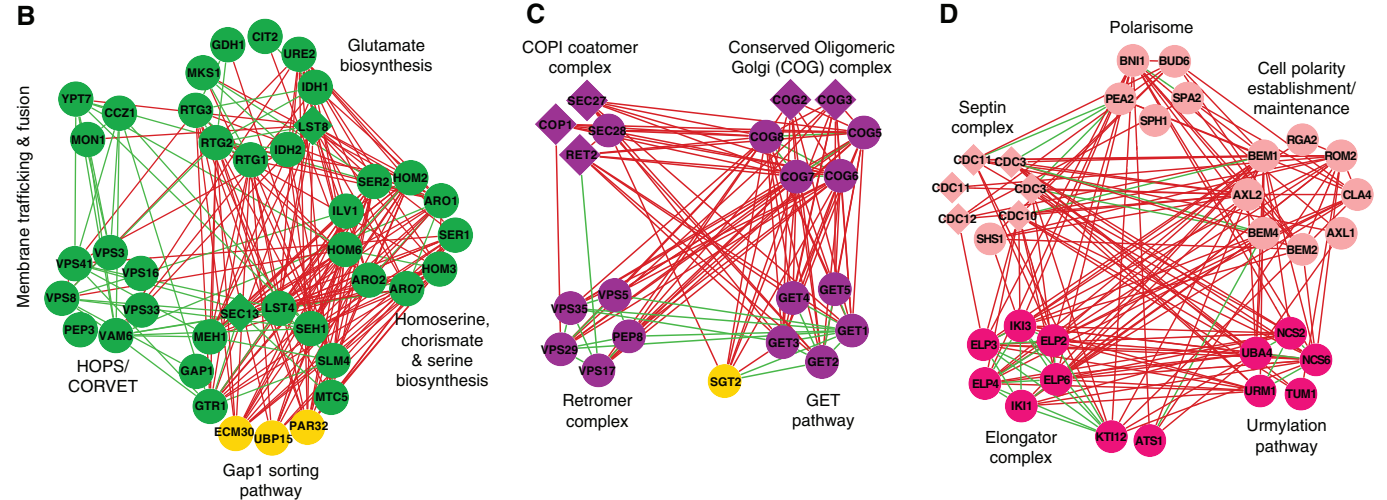 B
Glutamate
biosynthesis
Membrane trafficking & fusion
CIT2
GDH1
URE2
MKS1
IDH1
YPT7
CCZ1
RTG3
LST8
MON1
RTG2
RTG1
IDH2
SER2
HOM2
ARO1
ILV1
SER1
HOM6
VPS3
VPS41
VPS16
HOM3
ARO2
ARO7
VPS8
VPS33
SEC13
LST4
PEP3
VAM6
MEH1
SEH1
Homoserine,
chorismate
& serine
biosynthesis
HOPS/
CORVET
SLM4
GAP1
MTC5
GTR1
ECM30
UBP15
PAR32
Gap1 sorting
pathway
C
COPI coatomer
complex
Conserved Oligomeric
Golgi (COG) complex
SEC27
COG2
COG3
COP1
SEC28
COG8
COG5
RET2
COG7
COG6
VPS35
VPS5
GET4
GET5
VPS29
PEP8
GET3
GET1
VPS17
SGT2
GET2
Retromer
complex
GET
pathway
D
Polarisome
BNI1
BUD6
PEA2
SPA2
SPH1
Cell polarity
establishment/
maintenance
Septin
complex
RGA2
CDC11
CDC3
BEM1
ROM2
CDC11
CDC3
AXL2
CLA4
CDC12
CDC10
SHS1
BEM4
BEM2
AXL1
IKI3
ELP3
ELP2
NCS2
UBA4
NCS6
ELP4
ELP6
IKI1
URM1
TUM1
KTI12
ATS1
Elongator
complex
Urmylation
pathway